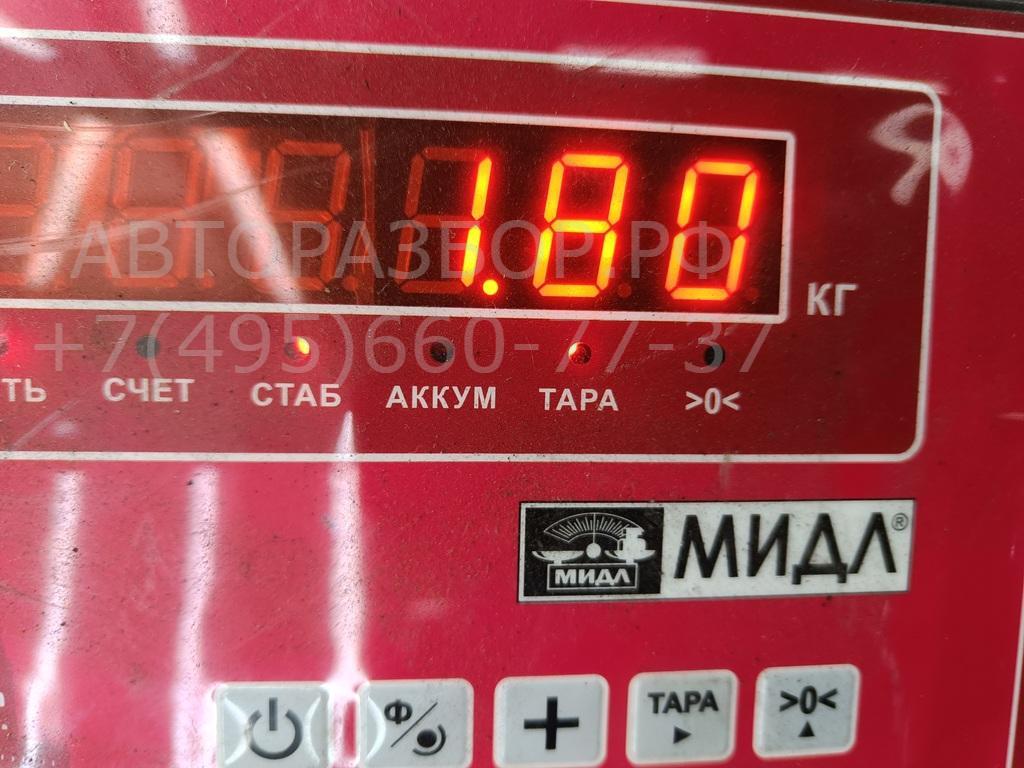 1.80
КГ
АВТОРАЗБОР.РФ
+7(495)660-77-37
ТЬ СЧЕТ СТАБ АККУМ ТАРА >0<
МИДЛ МИДЛ®
Ф + ТАРА >0<